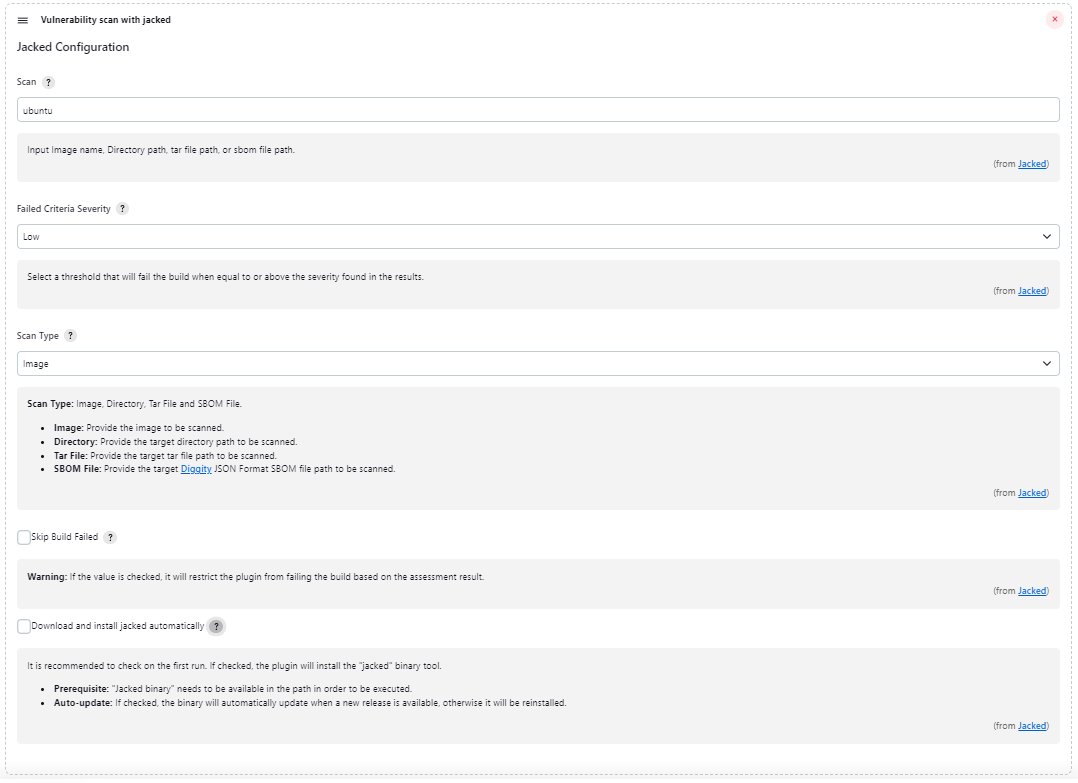 Vulnerability scan with jacked
Jacked Configuration
Scan ?
ubuntu
Input Image name, Directory path, tar file path, or sbom file path.
(from Jacked)
Failed Criteria Severity ?
Low
Select a threshold that will fail the build when equal to or above the severity found in the results.
(from Jacked)
Scan Type ?
Image
Scan Type: Image, Directory, Tar File and SBOM File.
• Image: Provide the image to be scanned.
• Directory: Provide the target directory path to be scanned.
• Tar File: Provide the target tar file path to be scanned.
• SBOM File: Provide the target Diggity JSON Format SBOM file path to be scanned.
(from Jacked)
Skip Build Failed ?
Warning: If the value is checked, it will restrict the plugin from failing the build based on the assessment result.
(from Jacked)
Download and install jacked automatically ?
It is recommended to check on the first run. If checked, the plugin will install the "jacked" binary tool.
• Prerequisite: "Jacked binary" needs to be available in the path in order to be executed.
• Auto-update: If checked, the binary will automatically update when a new release is available, otherwise it will be reinstalled.
(from Jacked)